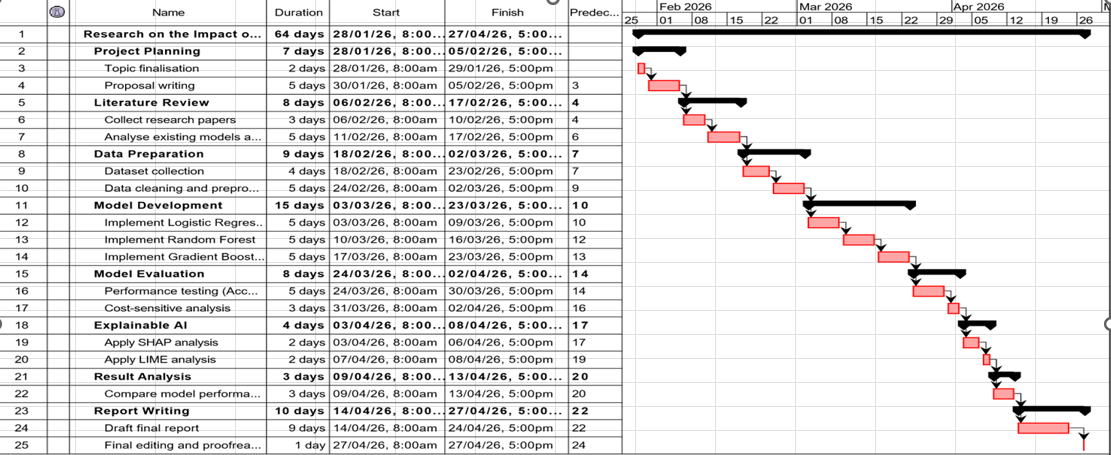 Name Duration Start Finish Predec... Feb 2026 Mar 2026 Apr 2026
25 01 08 15 22 01 08 15 22 29 05 12 19 26
1 Research on the Impact o... 64 days 28/01/26, 8:00... 27/04/26, 5:00...
2 Project Planning 7 days 28/01/26, 8:00... 05/02/26, 5:00...
3 Topic finalisation 2 days 28/01/26, 8:00am 29/01/26, 5:00pm
4 Proposal writing 5 days 30/01/26, 8:00am 05/02/26, 5:00pm 3
5 Literature Review 8 days 06/02/26, 8:00... 17/02/26, 5:00... 4
6 Collect research papers 3 days 06/02/26, 8:00am 10/02/26, 5:00pm 4
7 Analyse existing models a... 5 days 11/02/26, 8:00am 17/02/26, 5:00pm 6
8 Data Preparation 9 days 18/02/26, 8:00... 02/03/26, 5:00... 7
9 Dataset collection 4 days 18/02/26, 8:00am 23/02/26, 5:00pm 7
10 Data cleaning and prepro... 5 days 24/02/26, 8:00am 02/03/26, 5:00pm 9
11 Model Development 15 days 03/03/26, 8:00... 23/03/26, 5:00... 10
12 Implement Logistic Regres.. 5 days 03/03/26, 8:00am 09/03/26, 5:00pm 10
13 Implement Random Forest 5 days 10/03/26, 8:00am 16/03/26, 5:00pm 12
14 Implement Gradient Boost... 5 days 17/03/26, 8:00am 23/03/26, 5:00pm 13
15 Model Evaluation 8 days 24/03/26, 8:00... 02/04/26, 5:00... 14
16 Performance testing (Acc... 5 days 24/03/26, 8:00am 30/03/26, 5:00pm 14
17 Cost-sensitive analysis 3 days 31/03/26, 8:00am 02/04/26, 5:00pm 16
18 Explainable AI 4 days 03/04/26, 8:00... 08/04/26, 5:00... 17
19 Apply SHAP analysis 2 days 03/04/26, 8:00am 06/04/26, 5:00pm 17
20 Apply LIME analysis 2 days 07/04/26, 8:00am 08/04/26, 5:00pm 19
21 Result Analysis 3 days 09/04/26, 8:00... 13/04/26, 5:00... 20
22 Compare model performa... 3 days 09/04/26, 8:00am 13/04/26, 5:00pm 20
23 Report Writing 10 days 14/04/26, 8:00... 27/04/26, 5:00... 22
24 Draft final report 9 days 14/04/26, 8:00am 24/04/26, 5:00pm 22
25 Final editing and proofrea... 1 day 27/04/26, 8:00am 27/04/26, 5:00pm 24